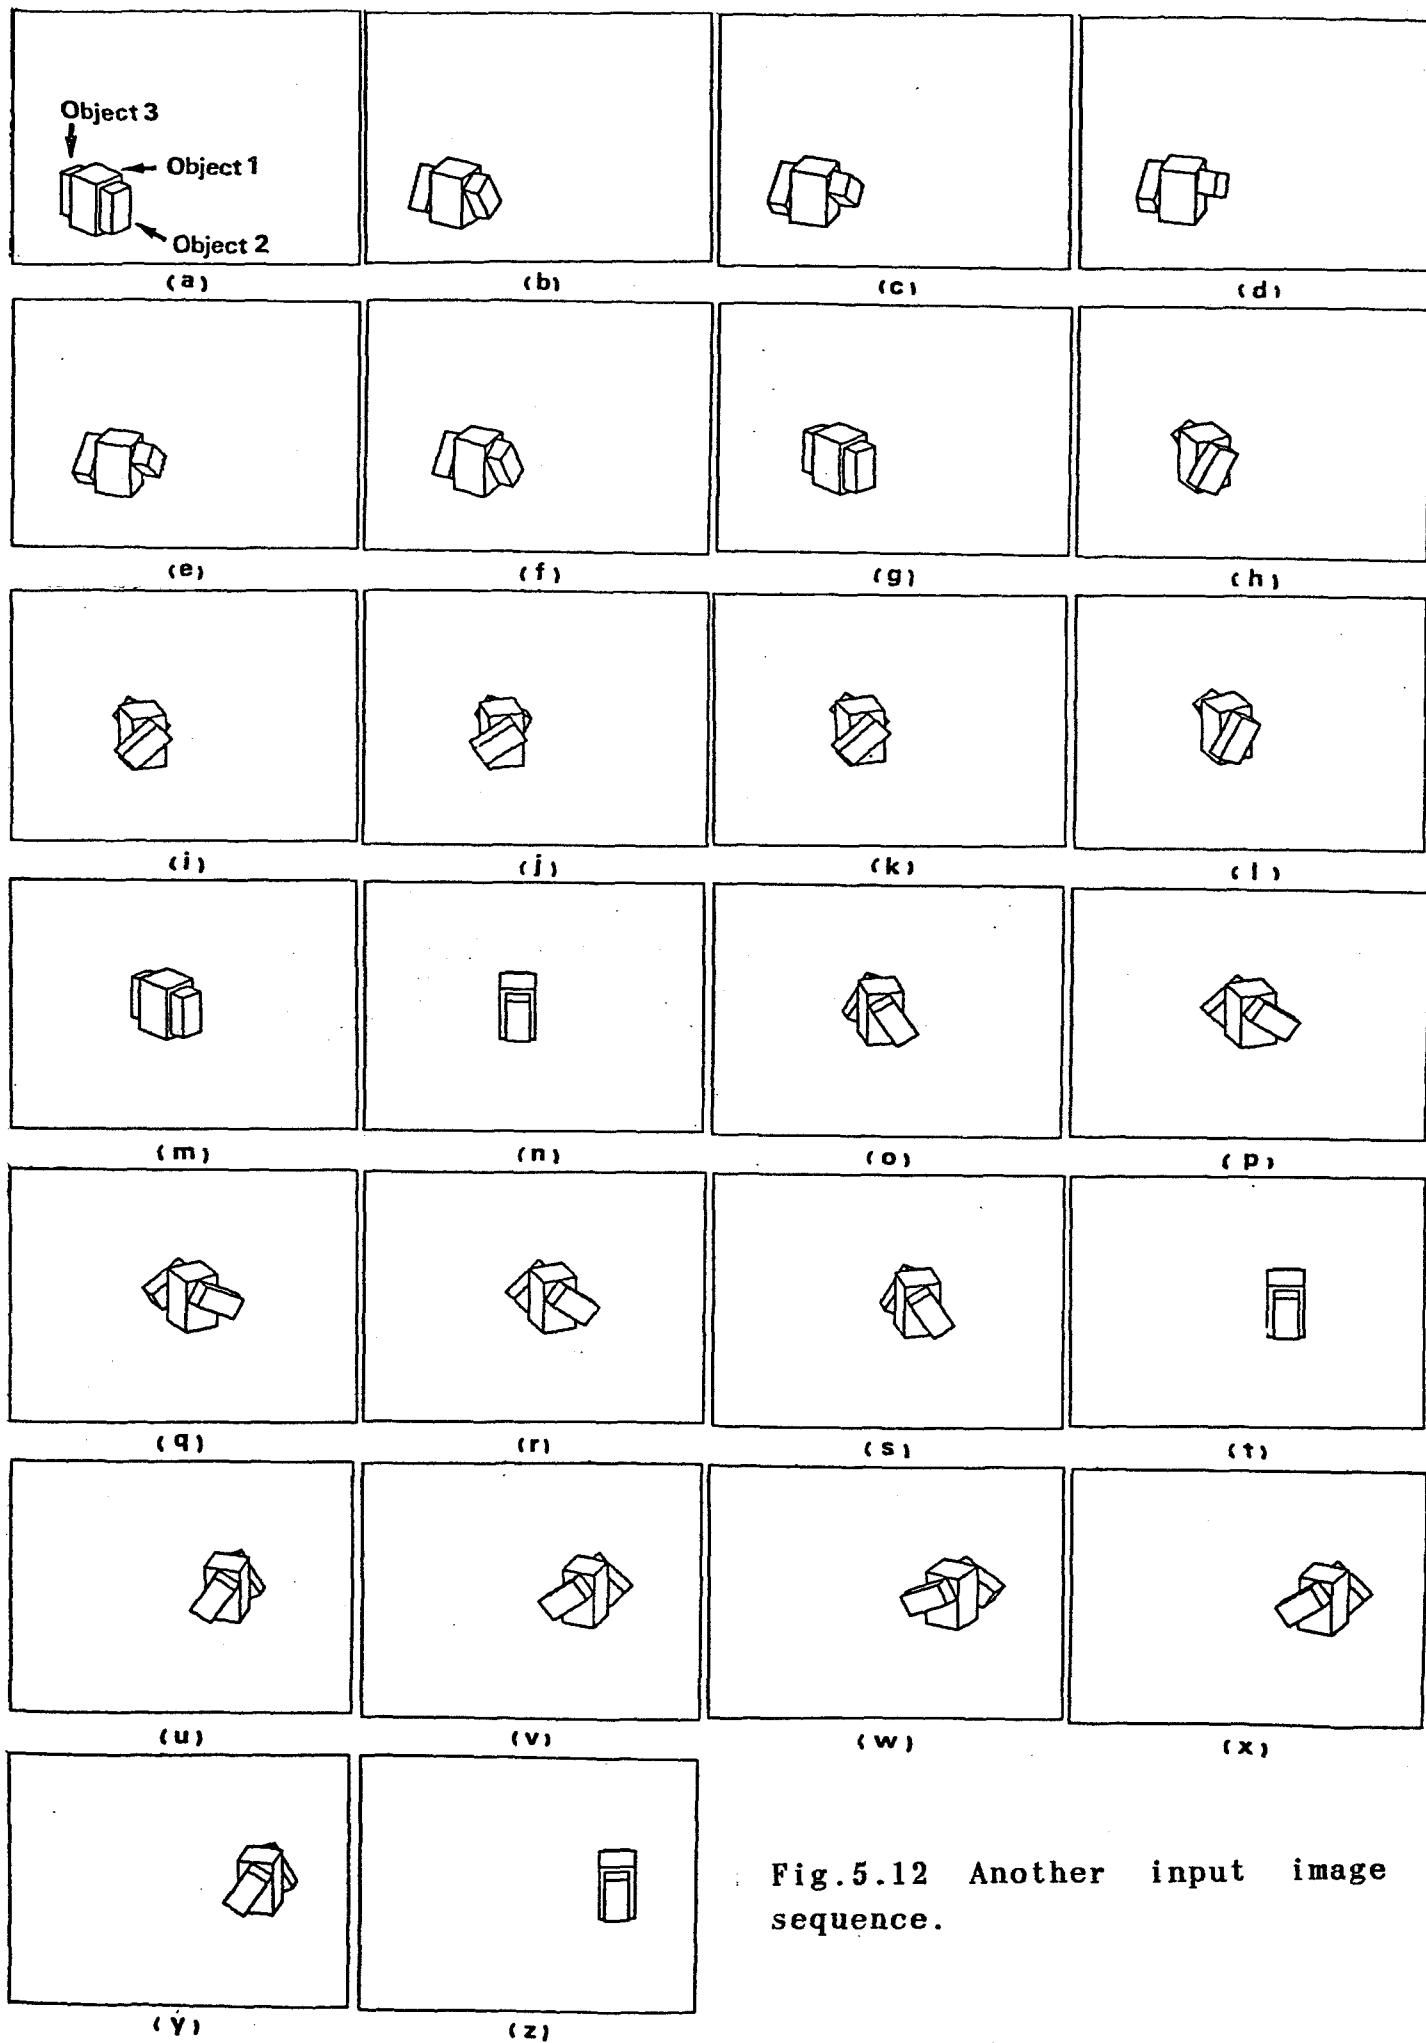 Object 3
Object 1
Object 2
(a)
(b)
(c)
(d)
(e)
(f)
(g)
(h)
(i)
(j)
(k)
(l)
(m)
(n)
(o)
(p)
(q)
(r)
(s)
(t)
(u)
(v)
(w)
(x)
(y)
(z)
Fig.5.12 Another input image
sequence.